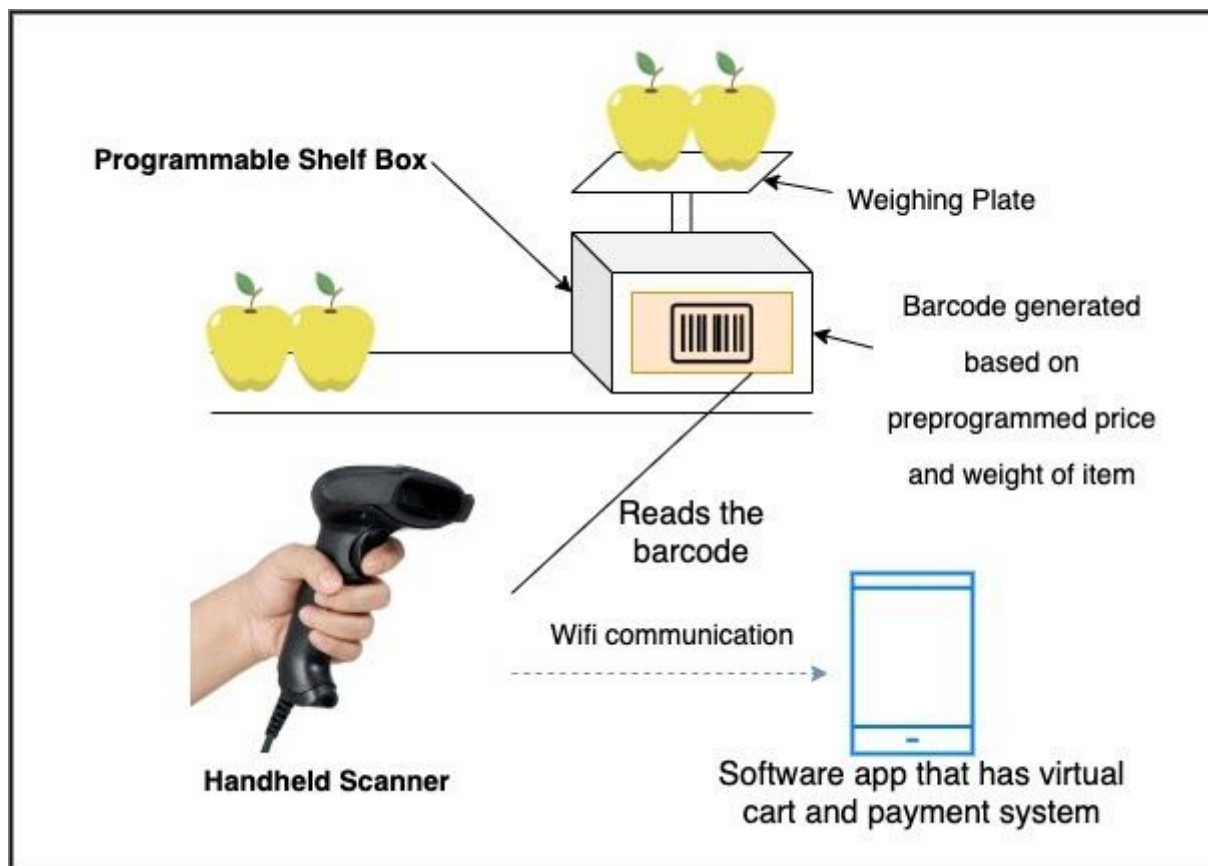 Programmable Shelf Box
Weighing Plate
Barcode generated
based on
preprogrammed price
and weight of item
Reads the
barcode
Wifi communication
Handheld Scanner
Software app that has virtual
cart and payment system